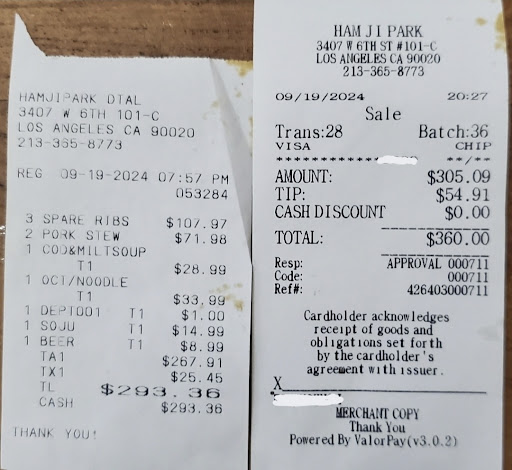 HAMJIPARK DTAL
3407 W 6TH 101-C
LOS ANGELES CA 90020
213-365-8773
REG 09-19-2024 07:57 PM
053284
3 SPARE RIBS $107.97
2 PORK STEW $71.98
1 COD&MILTSOUP
T1 $28.99
1 OCT/NOODLE
T1 $33.99
1 DEPT001 T1 $1.00
1 SOJU T1 $14.99
1 BEER T1 $8.99
TA1 $267.91
TX1 $25.45
TL $293.36
CASH $293.36
THANK YOU!
HAM JI PARK
3407 W 6TH ST #101-C
LOS ANGELES CA 90020
213-365-8773
09/19/2024 20:27
Sale
Trans:28 Batch:36
VISA CHIP
************ **/**
AMOUNT: $305.09
TIP: $54.91
CASH DISCOUNT $0.00
TOTAL: $360.00
Resp: APPROVAL 000711
Code: 000711
Ref#: 426403000711
Cardholder acknowledges
receipt of goods and
obligations set forth
by the cardholder's
agreement with issuer.
X
MERCHANT COPY
Thank You
Powered By ValorPay(v3.0.2)